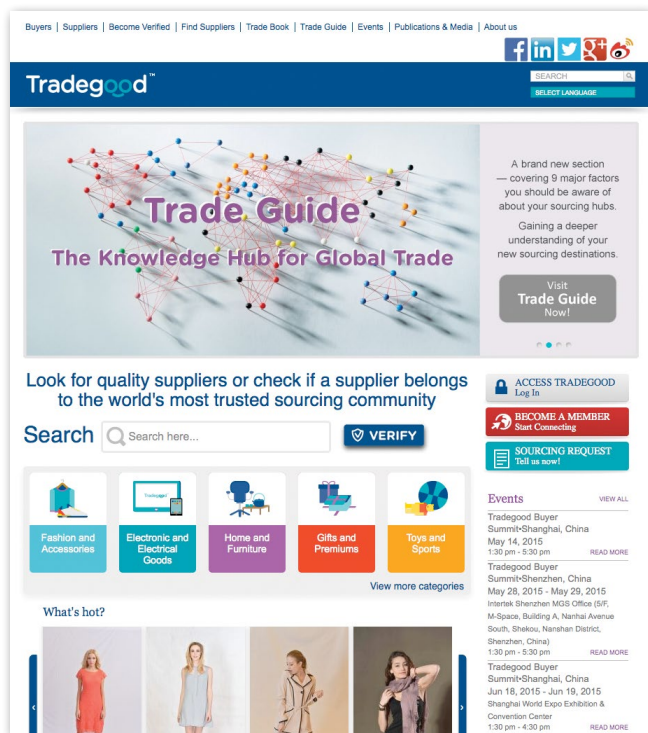 Buyers | Suppliers | Become Verified | Find Suppliers | Trade Book | Trade Guide | Events | Publications & Media | About us
Tradegood™
SEARCH
SELECT LANGUAGE
Trade Guide
The Knowledge Hub for Global Trade
A brand new section
— covering 9 major factors
you should be aware of
about your sourcing hubs.
Gaining a deeper
understanding of your
new sourcing destinations.
Visit
Trade Guide
Now!
Look for quality suppliers or check if a supplier belongs
to the world's most trusted sourcing community
Search
Search here...
VERIFY
Fashion and
Accessories
Tradegood
Electronic and
Electrical
Goods
Home and
Furniture
Gifts and
Premiums
Toys and
Sports
View more categories
What's hot?
ACCESS TRADEGOOD
Log In
BECOME A MEMBER
Start Connecting
SOURCING REQUEST
Tell us now!
Events
VIEW ALL
Tradegood Buyer
Summit•Shanghai, China
May 14, 2015
1:30 pm - 5:30 pm READ MORE
Tradegood Buyer
Summit•Shenzhen, China
May 28, 2015 - May 29, 2015
Intertek Shenzhen MGS Office (5/F,
M-Space, Building A, Nanhai Avenue
South, Shekou, Nanshan District,
Shenzhen, China)
1:30 pm - 5:30 pm READ MORE
Tradegood Buyer
Summit•Shanghai, China
Jun 18, 2015 - Jun 19, 2015
Shanghai World Expo Exhibition &
Convention Center
1:30 pm - 4:30 pm READ MORE